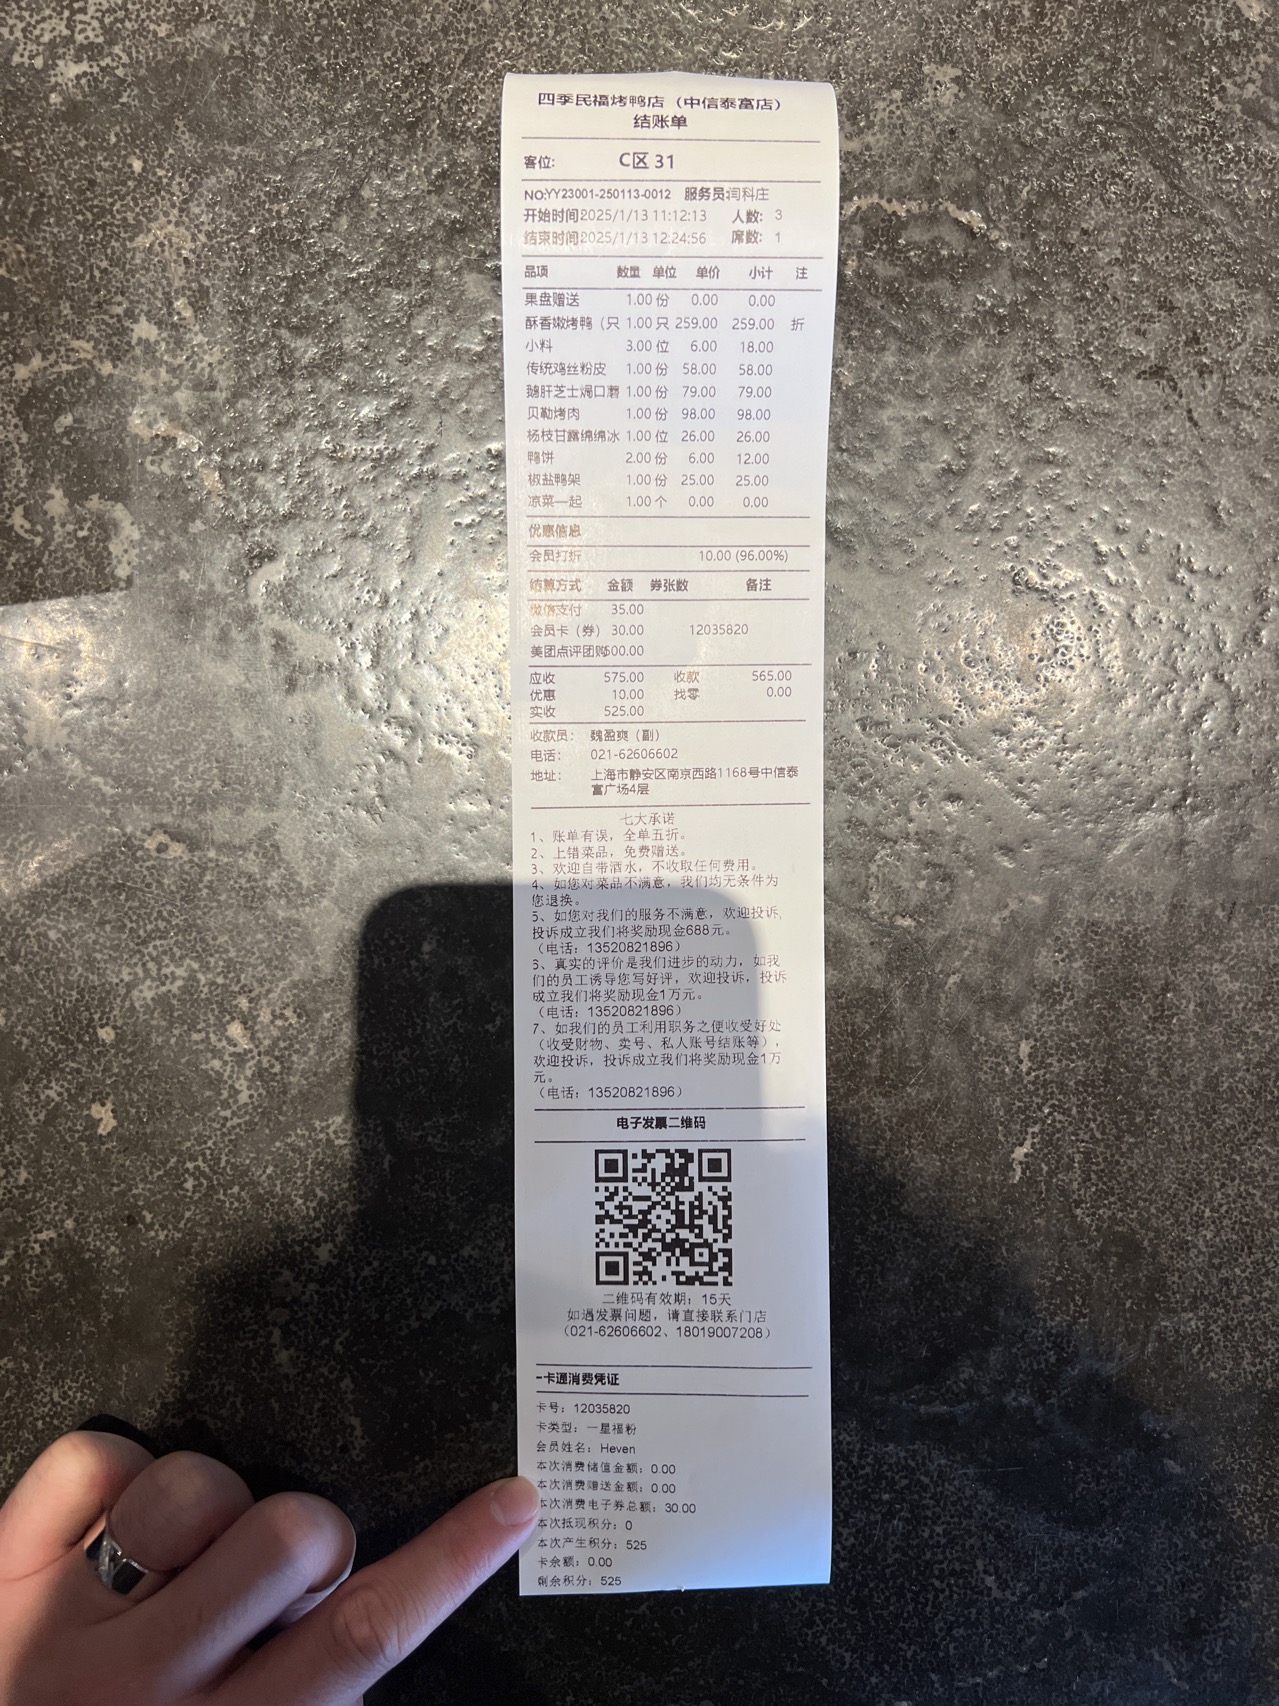 四季民福烤鸭店（中信泰富店）
结账单
客位: C区 31
NO:YY23001-250113-0012 服务员:闫科庄
开始时间:2025/1/13 11:12:13 人数: 3
结束时间:2025/1/13 12:24:56 席数: 1
品项 数量 单位 单价 小计 注
果盘赠送 1.00 份 0.00 0.00
酥香嫩烤鸭（只 1.00 只 259.00 259.00 折
小料 3.00 位 6.00 18.00
传统鸡丝粉皮 1.00 份 58.00 58.00
鹅肝芝士焗口蘑 1.00 份 79.00 79.00
贝勒烤肉 1.00 份 98.00 98.00
杨枝甘露绵绵冰 1.00 位 26.00 26.00
鸭饼 2.00 份 6.00 12.00
椒盐鸭架 1.00 份 25.00 25.00
凉菜一起 1.00 个 0.00 0.00
优惠信息
会员打折 10.00 (96.00%)
结算方式 金额 券张数 备注
微信支付 35.00
会员卡（券） 30.00 12035820
美团点评团购500.00
应收 575.00 收款 565.00
优惠 10.00 找零 0.00
实收 525.00
收款员: 魏盈爽（副）
电话: 021-62606602
地址: 上海市静安区南京西路1168号中信泰
富广场4层
七大承诺
1、账单有误，全单五折。
2、上错菜品，免费赠送。
3、欢迎自带酒水，不收取任何费用。
4、如您对菜品不满意，我们均无条件为
您退换。
5、如您对我们的服务不满意，欢迎投诉，
投诉成立我们将奖励现金688元。
（电话：13520821896）
6、真实的评价是我们进步的动力，如我
们的员工诱导您写好评，欢迎投诉，投诉
成立我们将奖励现金1万元。
（电话：13520821896）
7、如我们的员工利用职务之便收受好处
（收受财物、卖号、私人账号结账等），
欢迎投诉，投诉成立我们将奖励现金1万
元。
（电话：13520821896）
电子发票二维码
二维码有效期：15天
如遇发票问题，请直接联系门店
（021-62606602、18019007208）
一卡通消费凭证
卡号：12035820
卡类型：一星福粉
会员姓名：Heven
本次消费储值金额：0.00
本次消费赠送金额：0.00
本次消费电子券总额：30.00
本次抵现积分：0
本次产生积分：525
卡余额：0.00
剩余积分：525